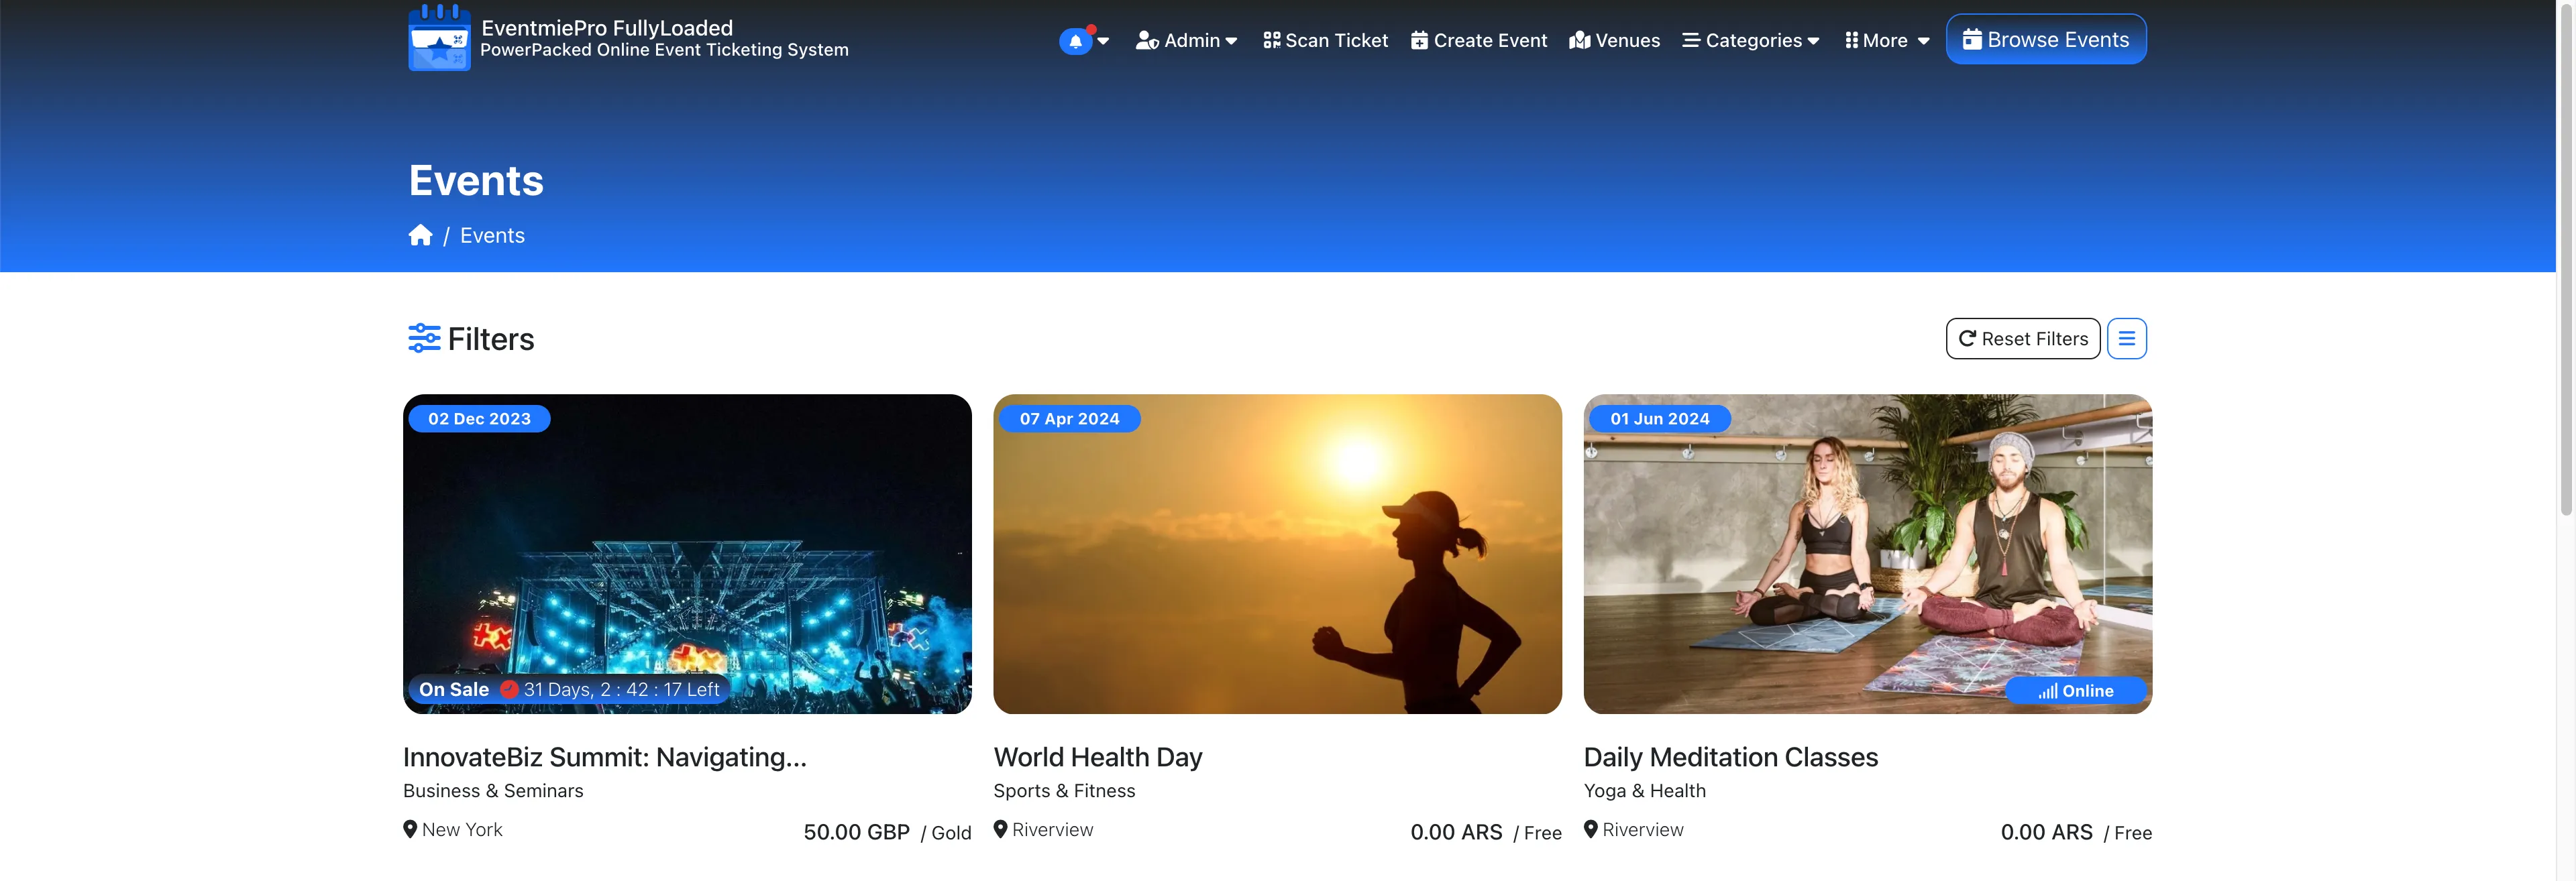 EventmiePro FullyLoaded
PowerPacked Online Event Ticketing System
Admin
Scan Ticket
Create Event
Venues
Categories
More
Browse Events
Events
/ Events
Filters
Reset Filters
02 Dec 2023
On Sale 31 Days, 2 : 42 : 17 Left
InnovateBiz Summit: Navigating...
Business & Seminars
New York 50.00 GBP / Gold
07 Apr 2024
World Health Day
Sports & Fitness
Riverview 0.00 ARS / Free
01 Jun 2024
Online
Daily Meditation Classes
Yoga & Health
Riverview 0.00 ARS / Free